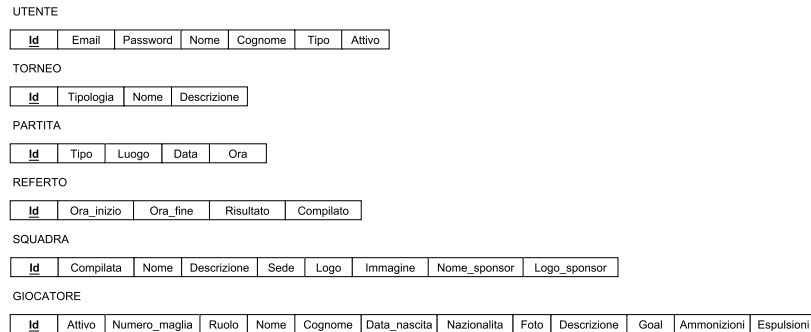 UTENTE
Id Email Password Nome Cognome Tipo Attivo
TORNEO
Id Tipologia Nome Descrizione
PARTITA
Id Tipo Luogo Data Ora
REFERTO
Id Ora_inizio Ora_fine Risultato Compilato
SQUADRA
Id Compilata Nome Descrizione Sede Logo Immagine Nome_sponsor Logo_sponsor
GIOCATORE
Id Attivo Numero_maglia Ruolo Nome Cognome Data_nascita Nazionalita Foto Descrizione Goal Ammonizioni Espulsioni